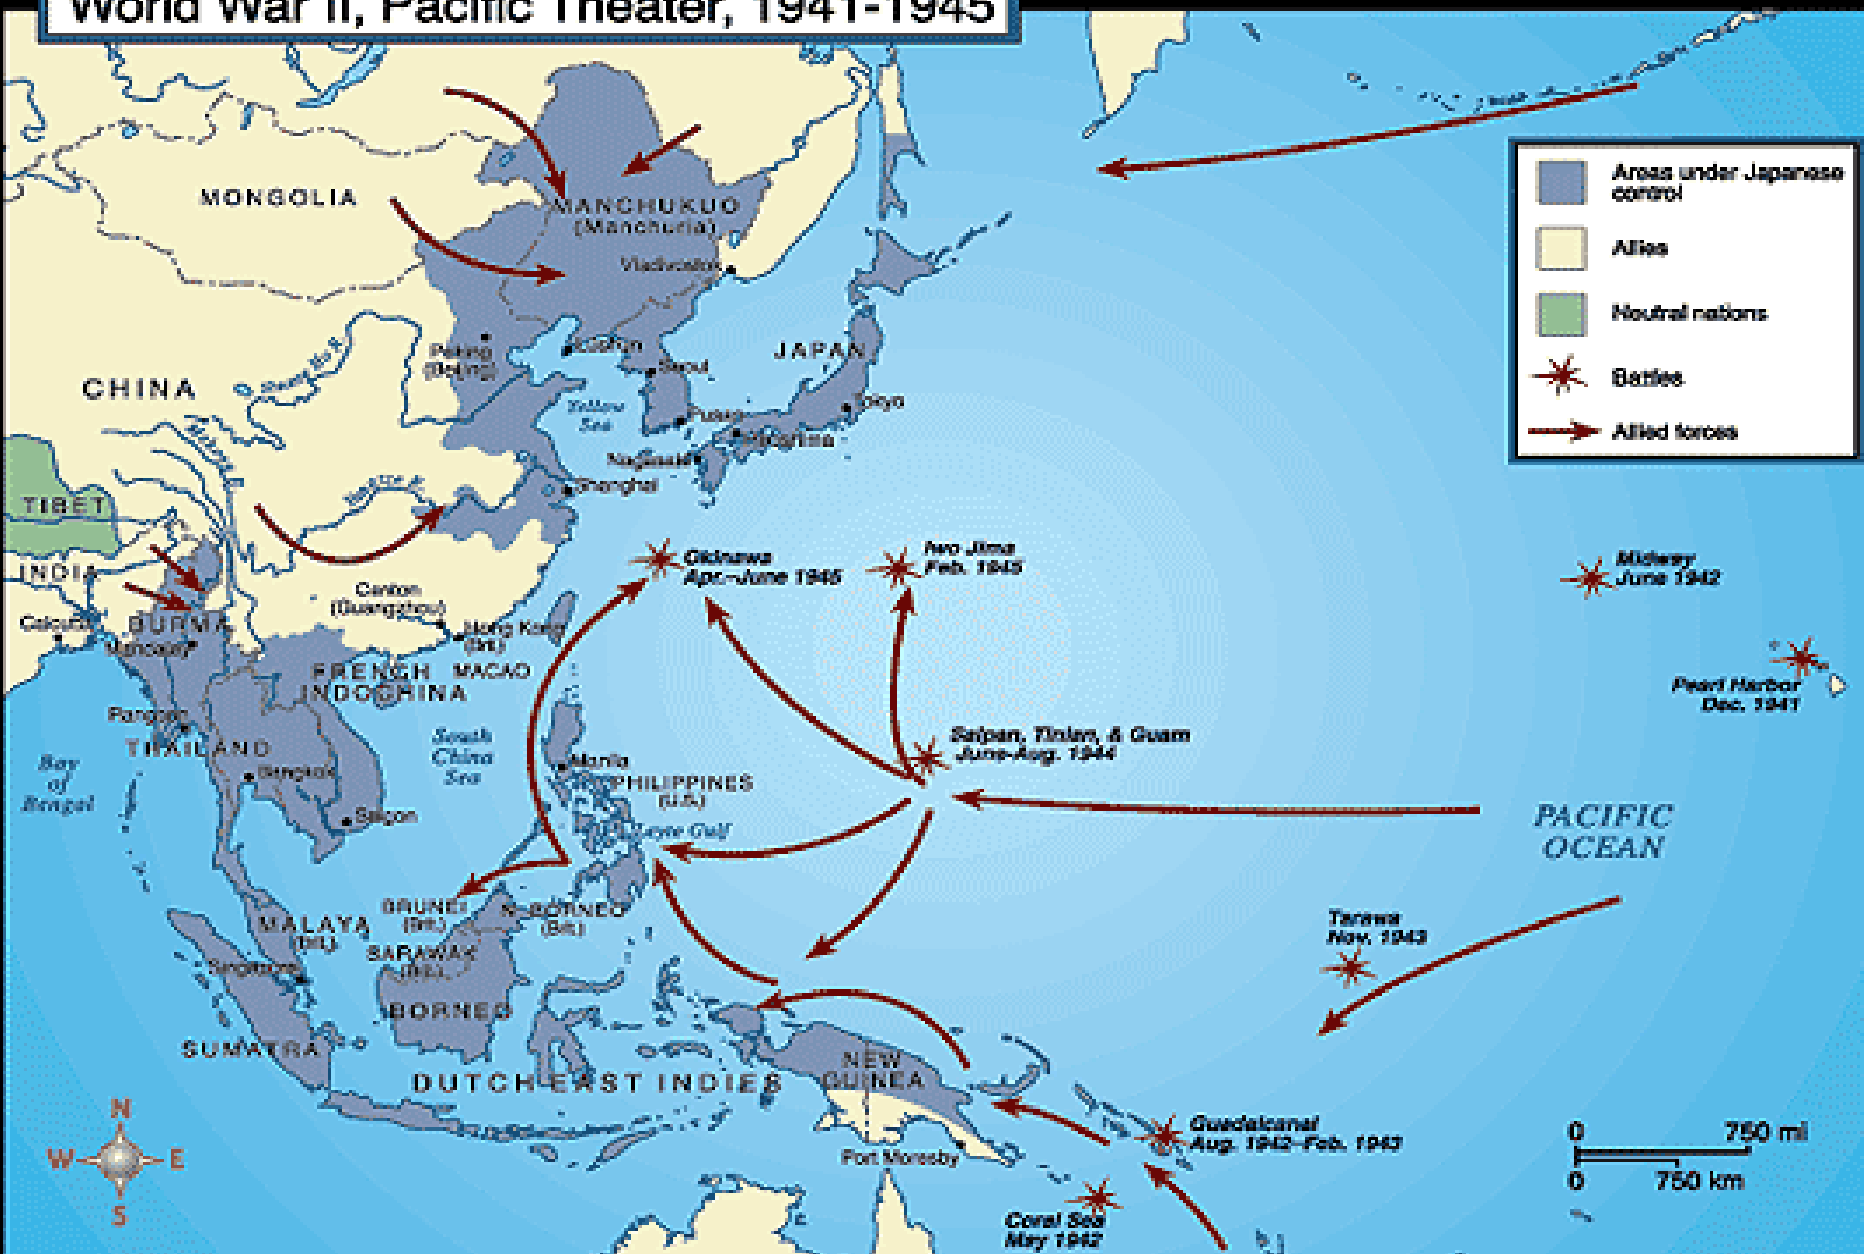 World War II, Pacific Theater, 1941-1945
Areas under Japanese
control
Allies
Neutral nations
Battles
Allied forces
MONGOLIA
MANCHUKUO
(Manchuria)
Vladivostok
Peking
(Beijing)
Seoul
JAPAN
CHINA
Hwang Ho R.
Yellow
Sea
Pusan
Tokyo
Hiroshima
Nagasaki
Shanghai
TIBET
INDIA
Calcutta
BURMA
Mandalay
Canton
(Guangzhou)
Hong Kong
(Brit.)
MACAO
FRENCH
INDOCHINA
Okinawa
Apr.-June 1945
Iwo Jima
Feb. 1945
Midway
June 1942
Pearl Harbor
Dec. 1941
Rangoon
THAILAND
Bangkok
Saigon
Bay
of
Bengal
South
China
Sea
Manila
PHILIPPINES
(U.S.)
Leyte Gulf
Saipan, Tinian, & Guam
June-Aug. 1944
PACIFIC
OCEAN
Tarawa
Nov. 1943
MALAYA
(Brit.)
Singapore
BRUNEI
(Brit.)
N. BORNEO
(Brit.)
SARAWAK
(Brit.)
BORNEO
SUMATRA
DUTCH EAST INDIES
NEW
GUINEA
Port Moresby
Guadalcanal
Aug. 1942-Feb. 1943
Coral Sea
May 1942
N
W
E
S
0
750 mi
0
750 km